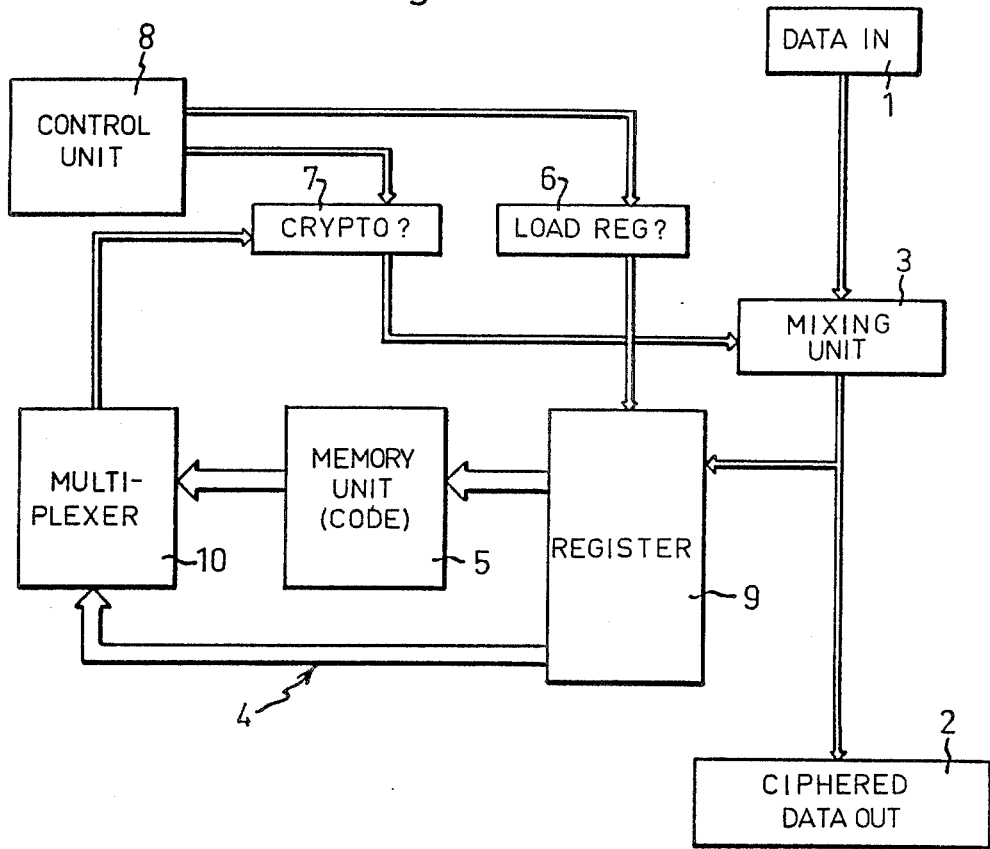 DATA IN
1
8
CONTROL
UNIT
7
CRYPTO?
6
LOAD REG?
3
MIXING
UNIT
MULTI-
PLEXER
10
MEMORY
UNIT
(CODE)
5
REGISTER
9
4
2
CIPHERED
DATA OUT